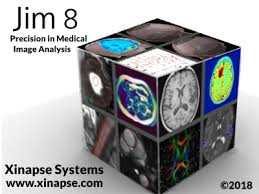 Jim 8
Precision in Medical
Image Analysis
Xinapse Systems
www.xinapse.com
©2018